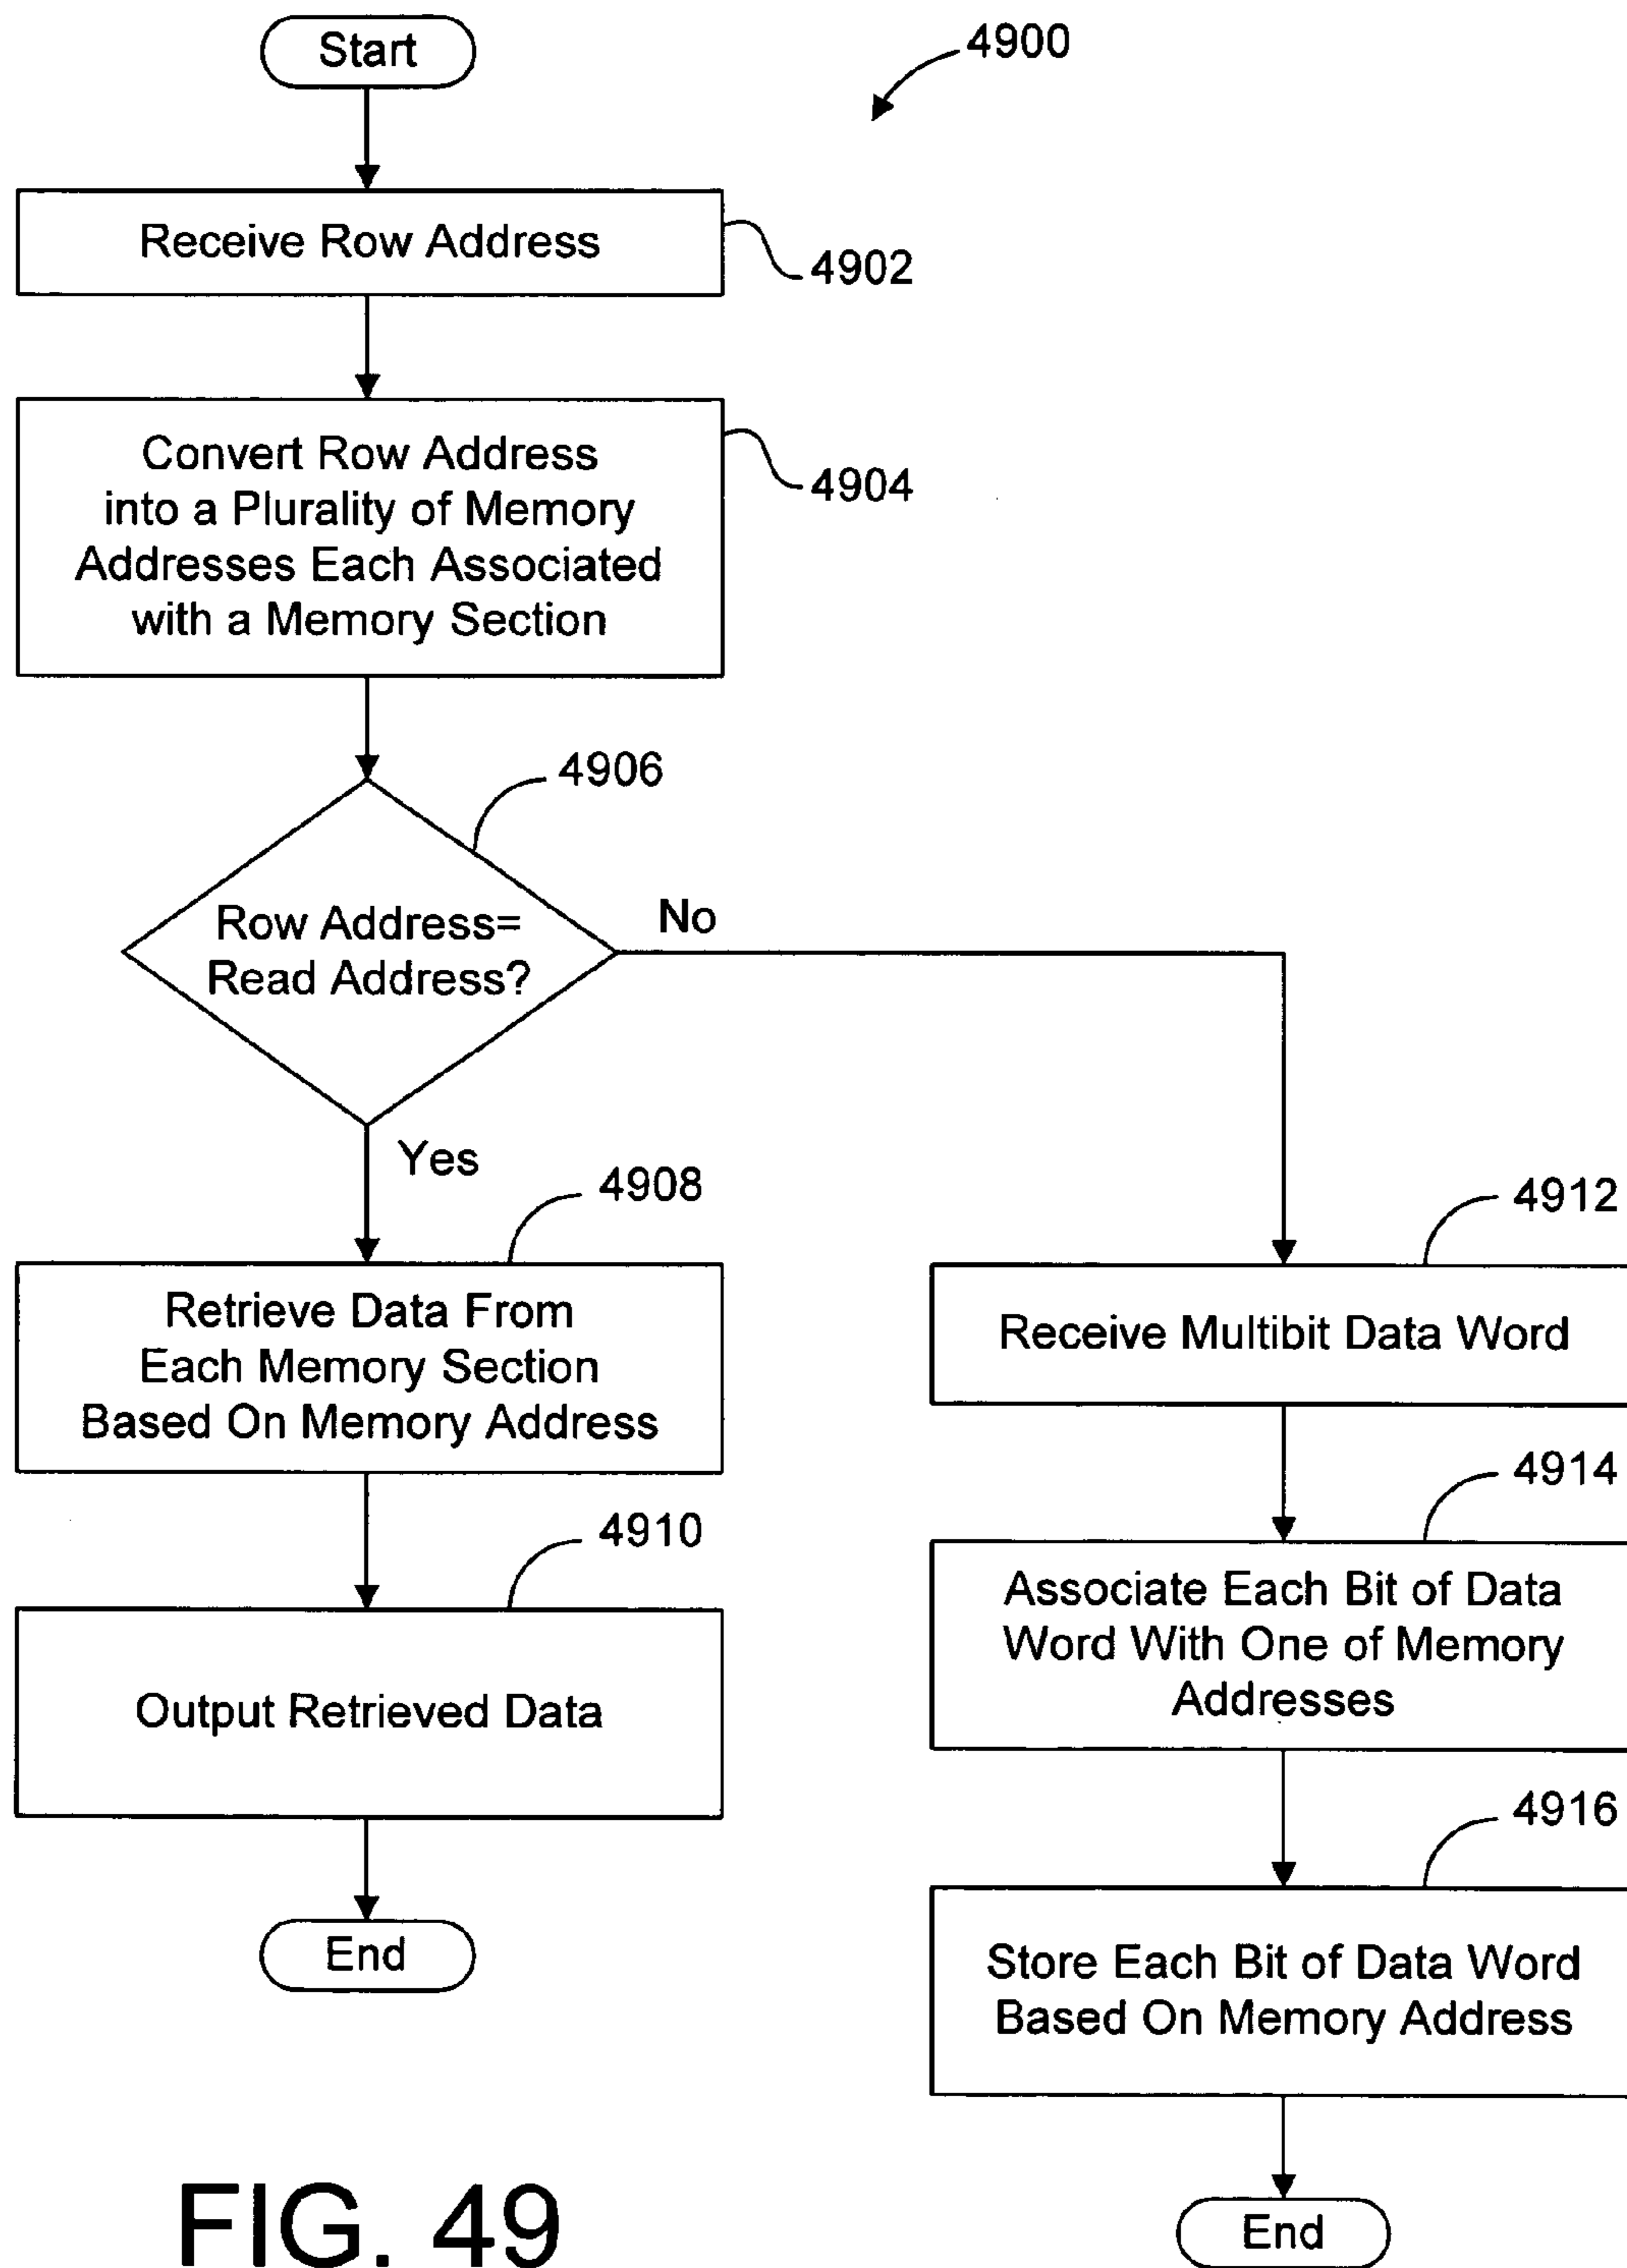 Start
4900
Receive Row Address
4902
Convert Row Address
into a Plurality of Memory
Addresses Each Associated
with a Memory Section
4904
4906
Row Address=
Read Address?
No
Yes
4908
Retrieve Data From
Each Memory Section
Based On Memory Address
4910
Output Retrieved Data
End
4912
Receive Multibit Data Word
4914
Associate Each Bit of Data
Word With One of Memory
Addresses
4916
Store Each Bit of Data Word
Based On Memory Address
End
FIG. 49